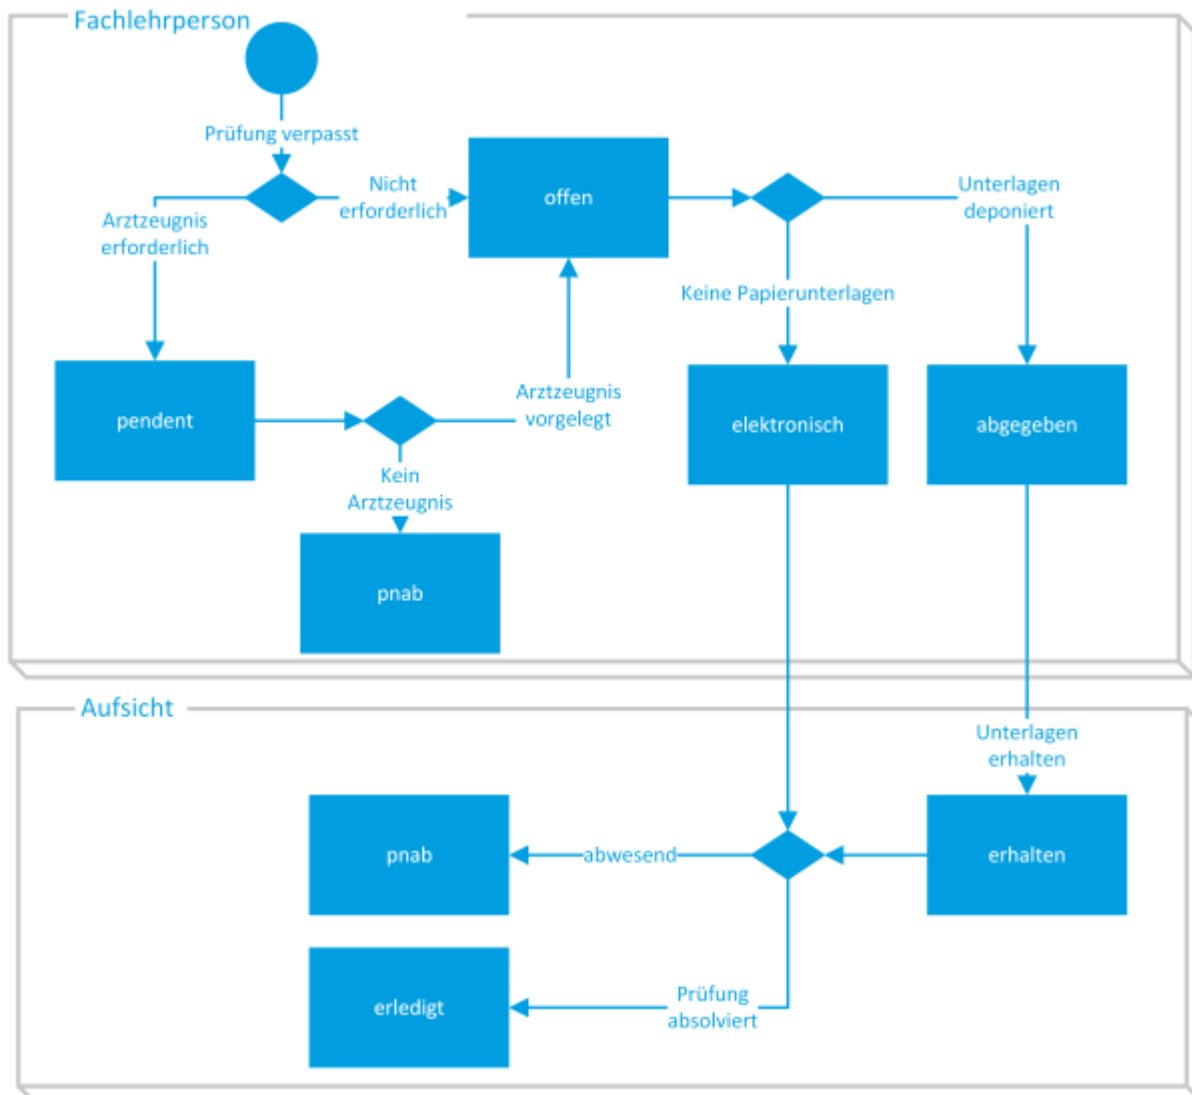 Fachlehrperson
Prüfung verpasst
Nicht
erforderlich
offen
Unterlagen
deponiert
Arztzeugnis
erforderlich
Keine Papierunterlagen
pendent
Arztzeugnis
vorgelegt
elektronisch
abgegeben
Kein
Arztzeugnis
pnab
Aufsicht
Unterlagen
erhalten
pnab
abwesend
erhalten
erledigt
Prüfung
absolviert